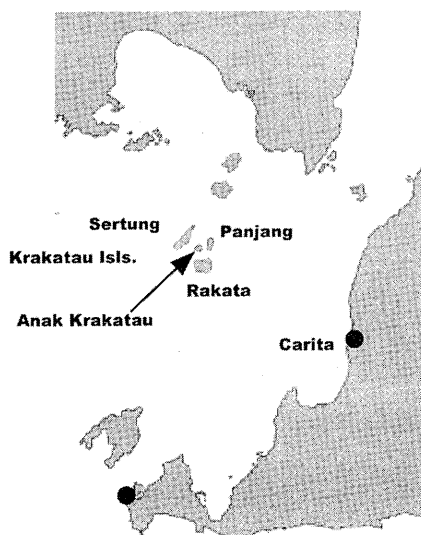 Sertung
Panjang
Krakatau Isls.
Rakata
Anak Krakatau
Carita